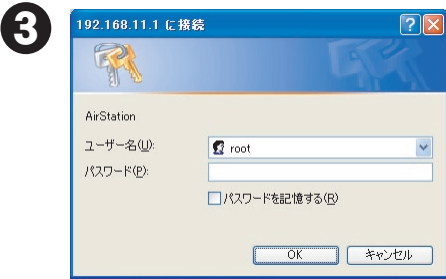 3
192.168.11.1 に接続
AirStation
ユーザー名(U):
root
パスワード(P):
パスワードを記憶する(R)
OK
キャンセル